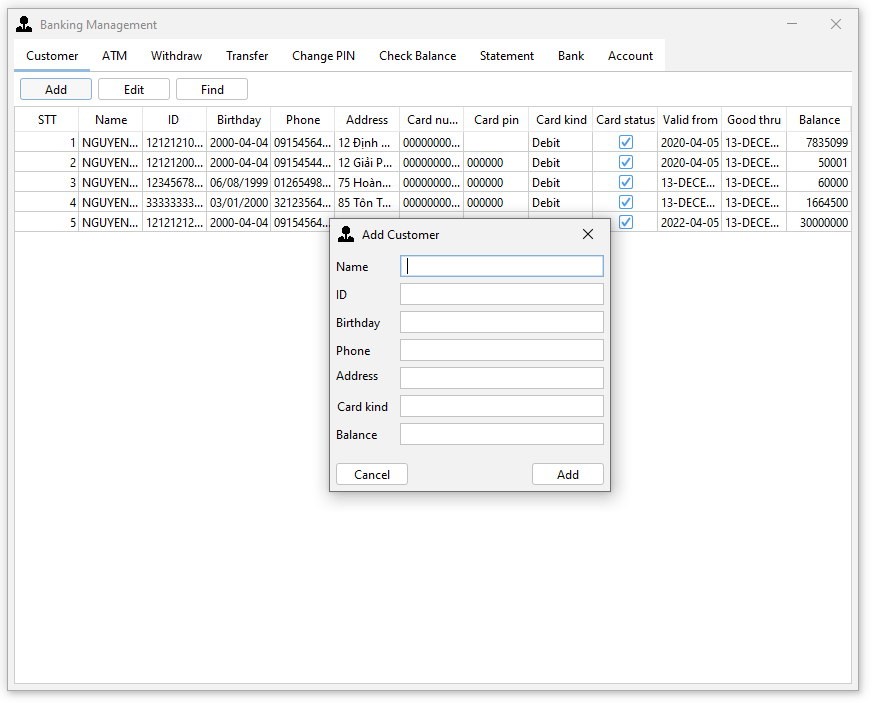 Banking Management
Customer ATM Withdraw Transfer Change PIN Check Balance Statement Bank Account
Add Edit Find
STT Name ID Birthday Phone Address Card nu... Card pin Card kind Card status Valid from Good thru Balance
1 NGUYEN... 12121210... 2000-04-04 09154564... 12 Định ... 00000000... Debit 2020-04-05 13-DECE... 7835099
2 NGUYEN... 12121200... 2000-04-04 09154544... 12 Giải P... 00000000... 000000 Debit 2020-04-05 13-DECE... 50001
3 NGUYEN... 12345678... 06/08/1999 01265498... 75 Hoàn... 00000000... 000000 Debit 13-DECE... 13-DECE... 60000
4 NGUYEN... 33333333... 03/01/2000 32123564... 85 Tôn T... 00000000... 000000 Debit 13-DECE... 13-DECE... 1664500
5 NGUYEN... 12121212... 2000-04-04 09154564... 2022-04-05 13-DECE... 30000000
Add Customer
Name
ID
Birthday
Phone
Address
Card kind
Balance
Cancel Add